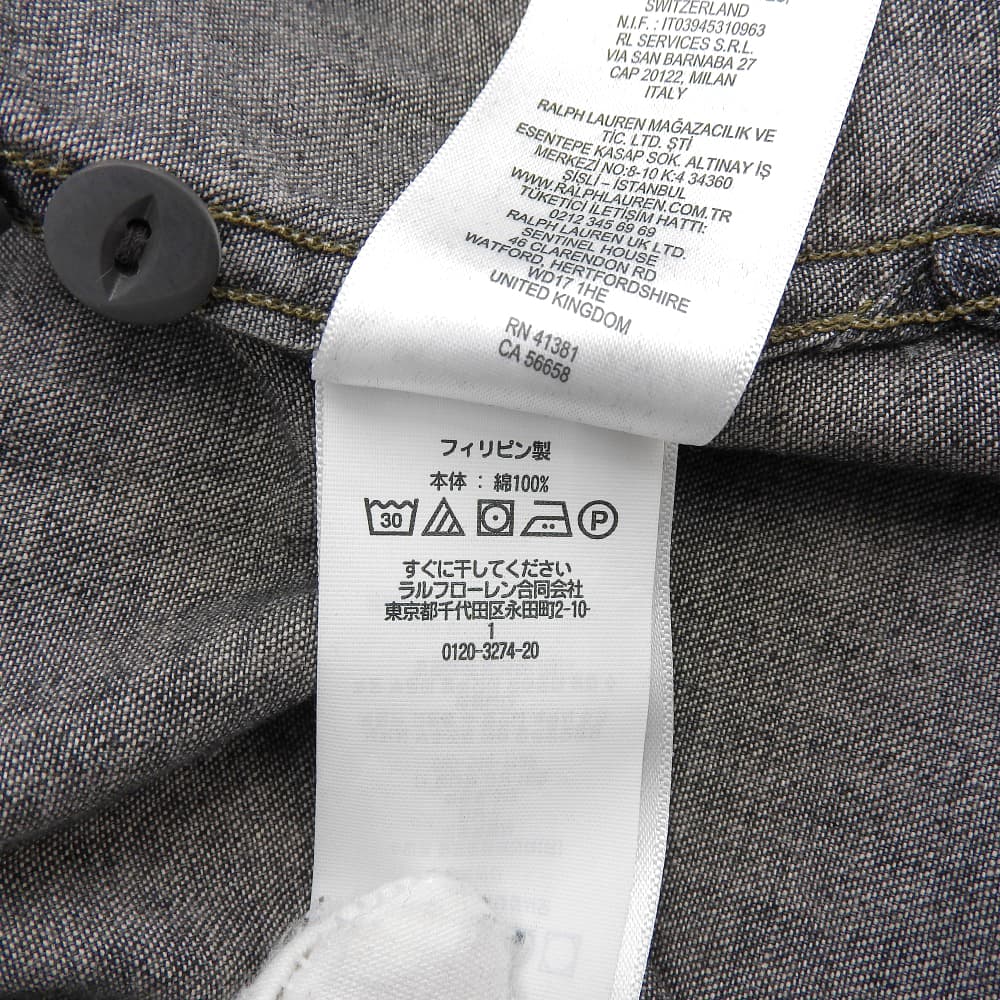 SWITZERLAND
N.I.F. : IT03945310963
RL SERVICES S.R.L.
VIA SAN BARNABA 27
CAP 20122, MILAN
ITALY
RALPH LAUREN MAĞAZACILIK VE
TİC. LTD. ŞTİ
ESENTEPE KASAP SOK. ALTINAY İŞ
MERKEZİ NO:8-10 K:4 34360
ŞİŞLİ – İSTANBUL
WWW.RALPHLAUREN.COM.TR
TÜKETİCİ İLETİŞİM HATTI:
0212 345 69 69
RALPH LAUREN UK LTD.
SENTINEL HOUSE
46 CLARENDON RD
WATFORD, HERTFORDSHIRE
WD17 1HE
UNITED KINGDOM
RN 41381
CA 56658
フィリピン製
本体 : 綿100%
30 P
すぐに干してください
ラルフローレン合同会社
東京都千代田区永田町2-10-
1
0120-3274-20